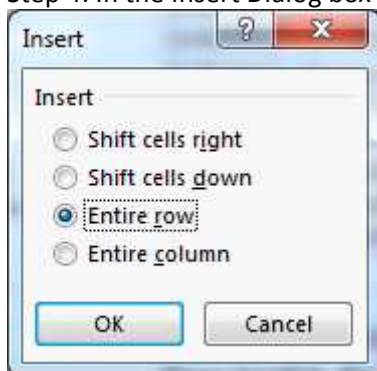 Step 4: In the Insert Dialog box
Insert
?
X
Insert
Shift cells right
Shift cells down
Entire row
Entire column
OK
Cancel